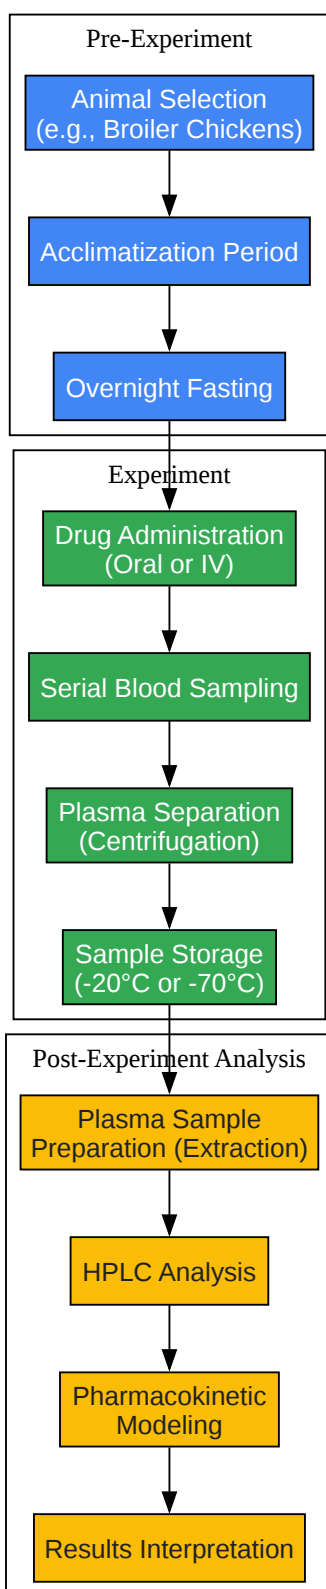 Pre-Experiment
Animal Selection
(e.g., Broiler Chickens)
Acclimatization Period
Overnight Fasting
Experiment
Drug Administration
(Oral or IV)
Serial Blood Sampling
Plasma Separation
(Centrifugation)
Sample Storage
(-20°C or -70°C)
Post-Experiment Analysis
Plasma Sample
Preparation (Extraction)
HPLC Analysis
Pharmacokinetic
Modeling
Results Interpretation